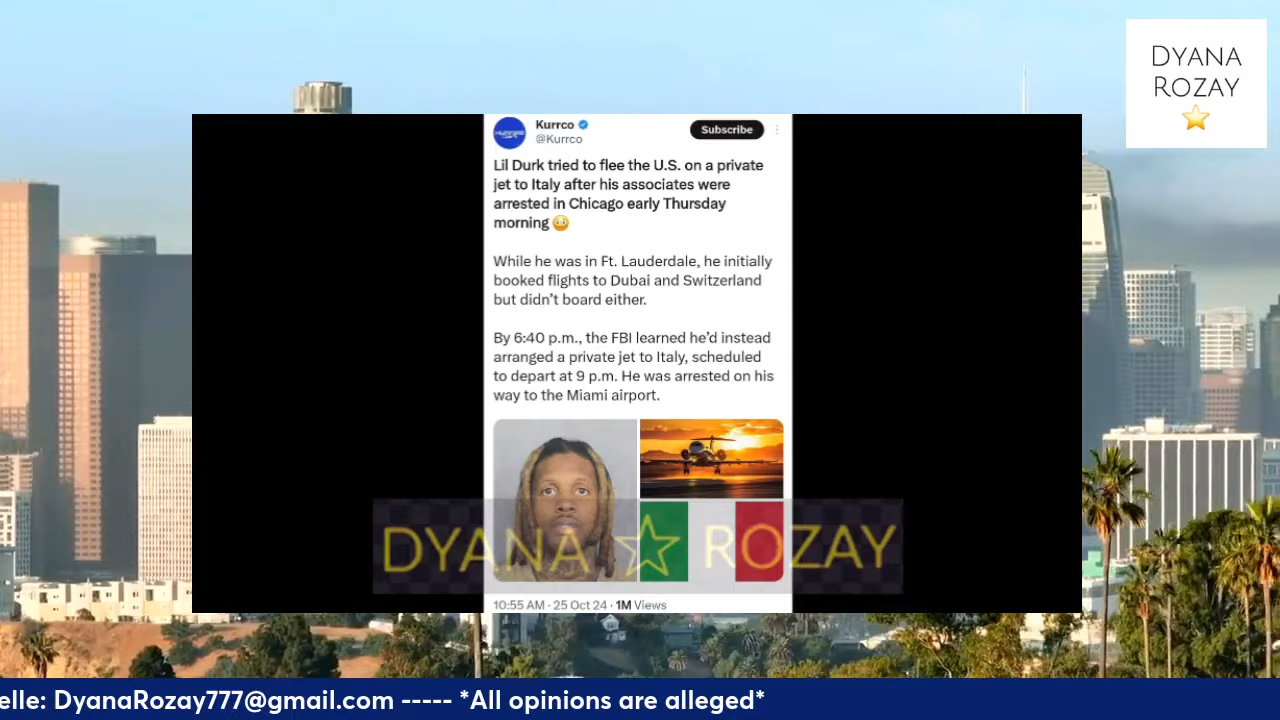 DYANA
ROZAY
Kurrco
@Kurrco
Subscribe
Lil Durk tried to flee the U.S. on a private
jet to Italy after his associates were
arrested in Chicago early Thursday
morning 😳
While he was in Ft. Lauderdale, he initially
booked flights to Dubai and Switzerland
but didn't board either.
By 6:40 p.m., the FBI learned he'd instead
arranged a private jet to Italy, scheduled
to depart at 9 p.m. He was arrested on his
way to the Miami airport.
DYANA ROZAY
10:55 AM · 25 Oct 24 · 1M Views
elle: DyanaRozay777@gmail.com ----- *All opinions are alleged*